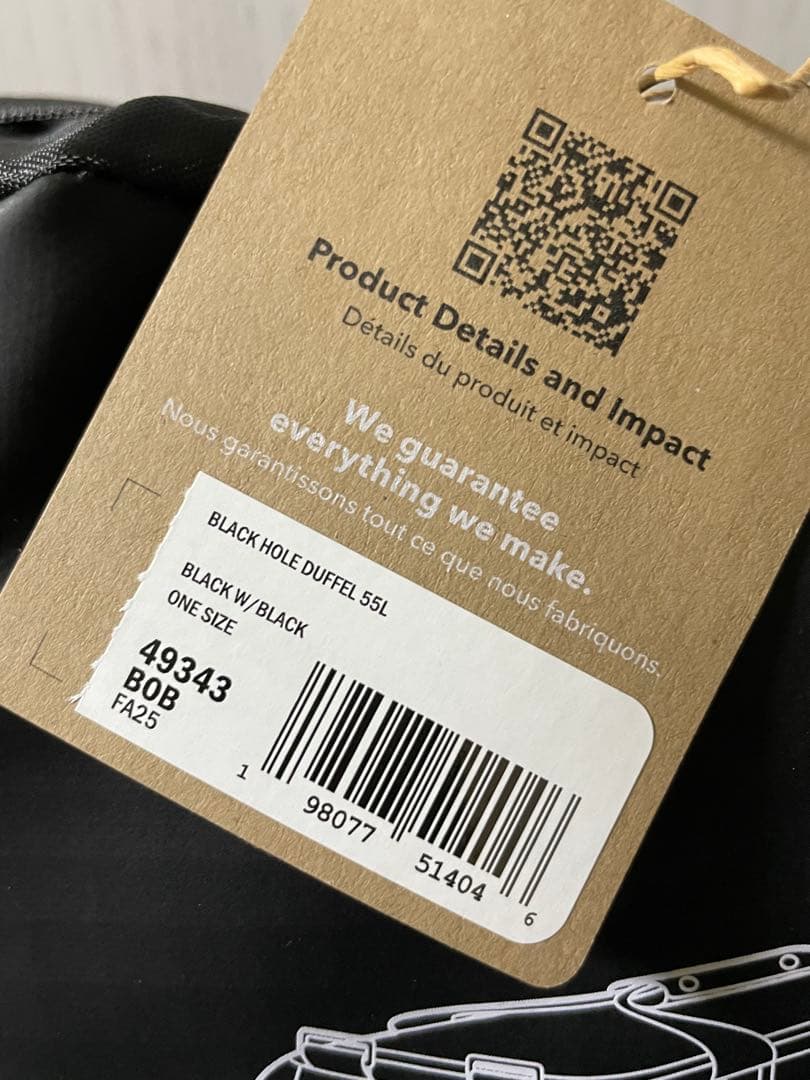 Product Details and Impact
Détails du produit et impact
We guarantee
everything we make.
Nous garantissons tout ce que nous fabriquons.
BLACK HOLE DUFFEL 55L
BLACK W/BLACK
ONE SIZE
49343
BOB
FA25
1 98077 51404 6